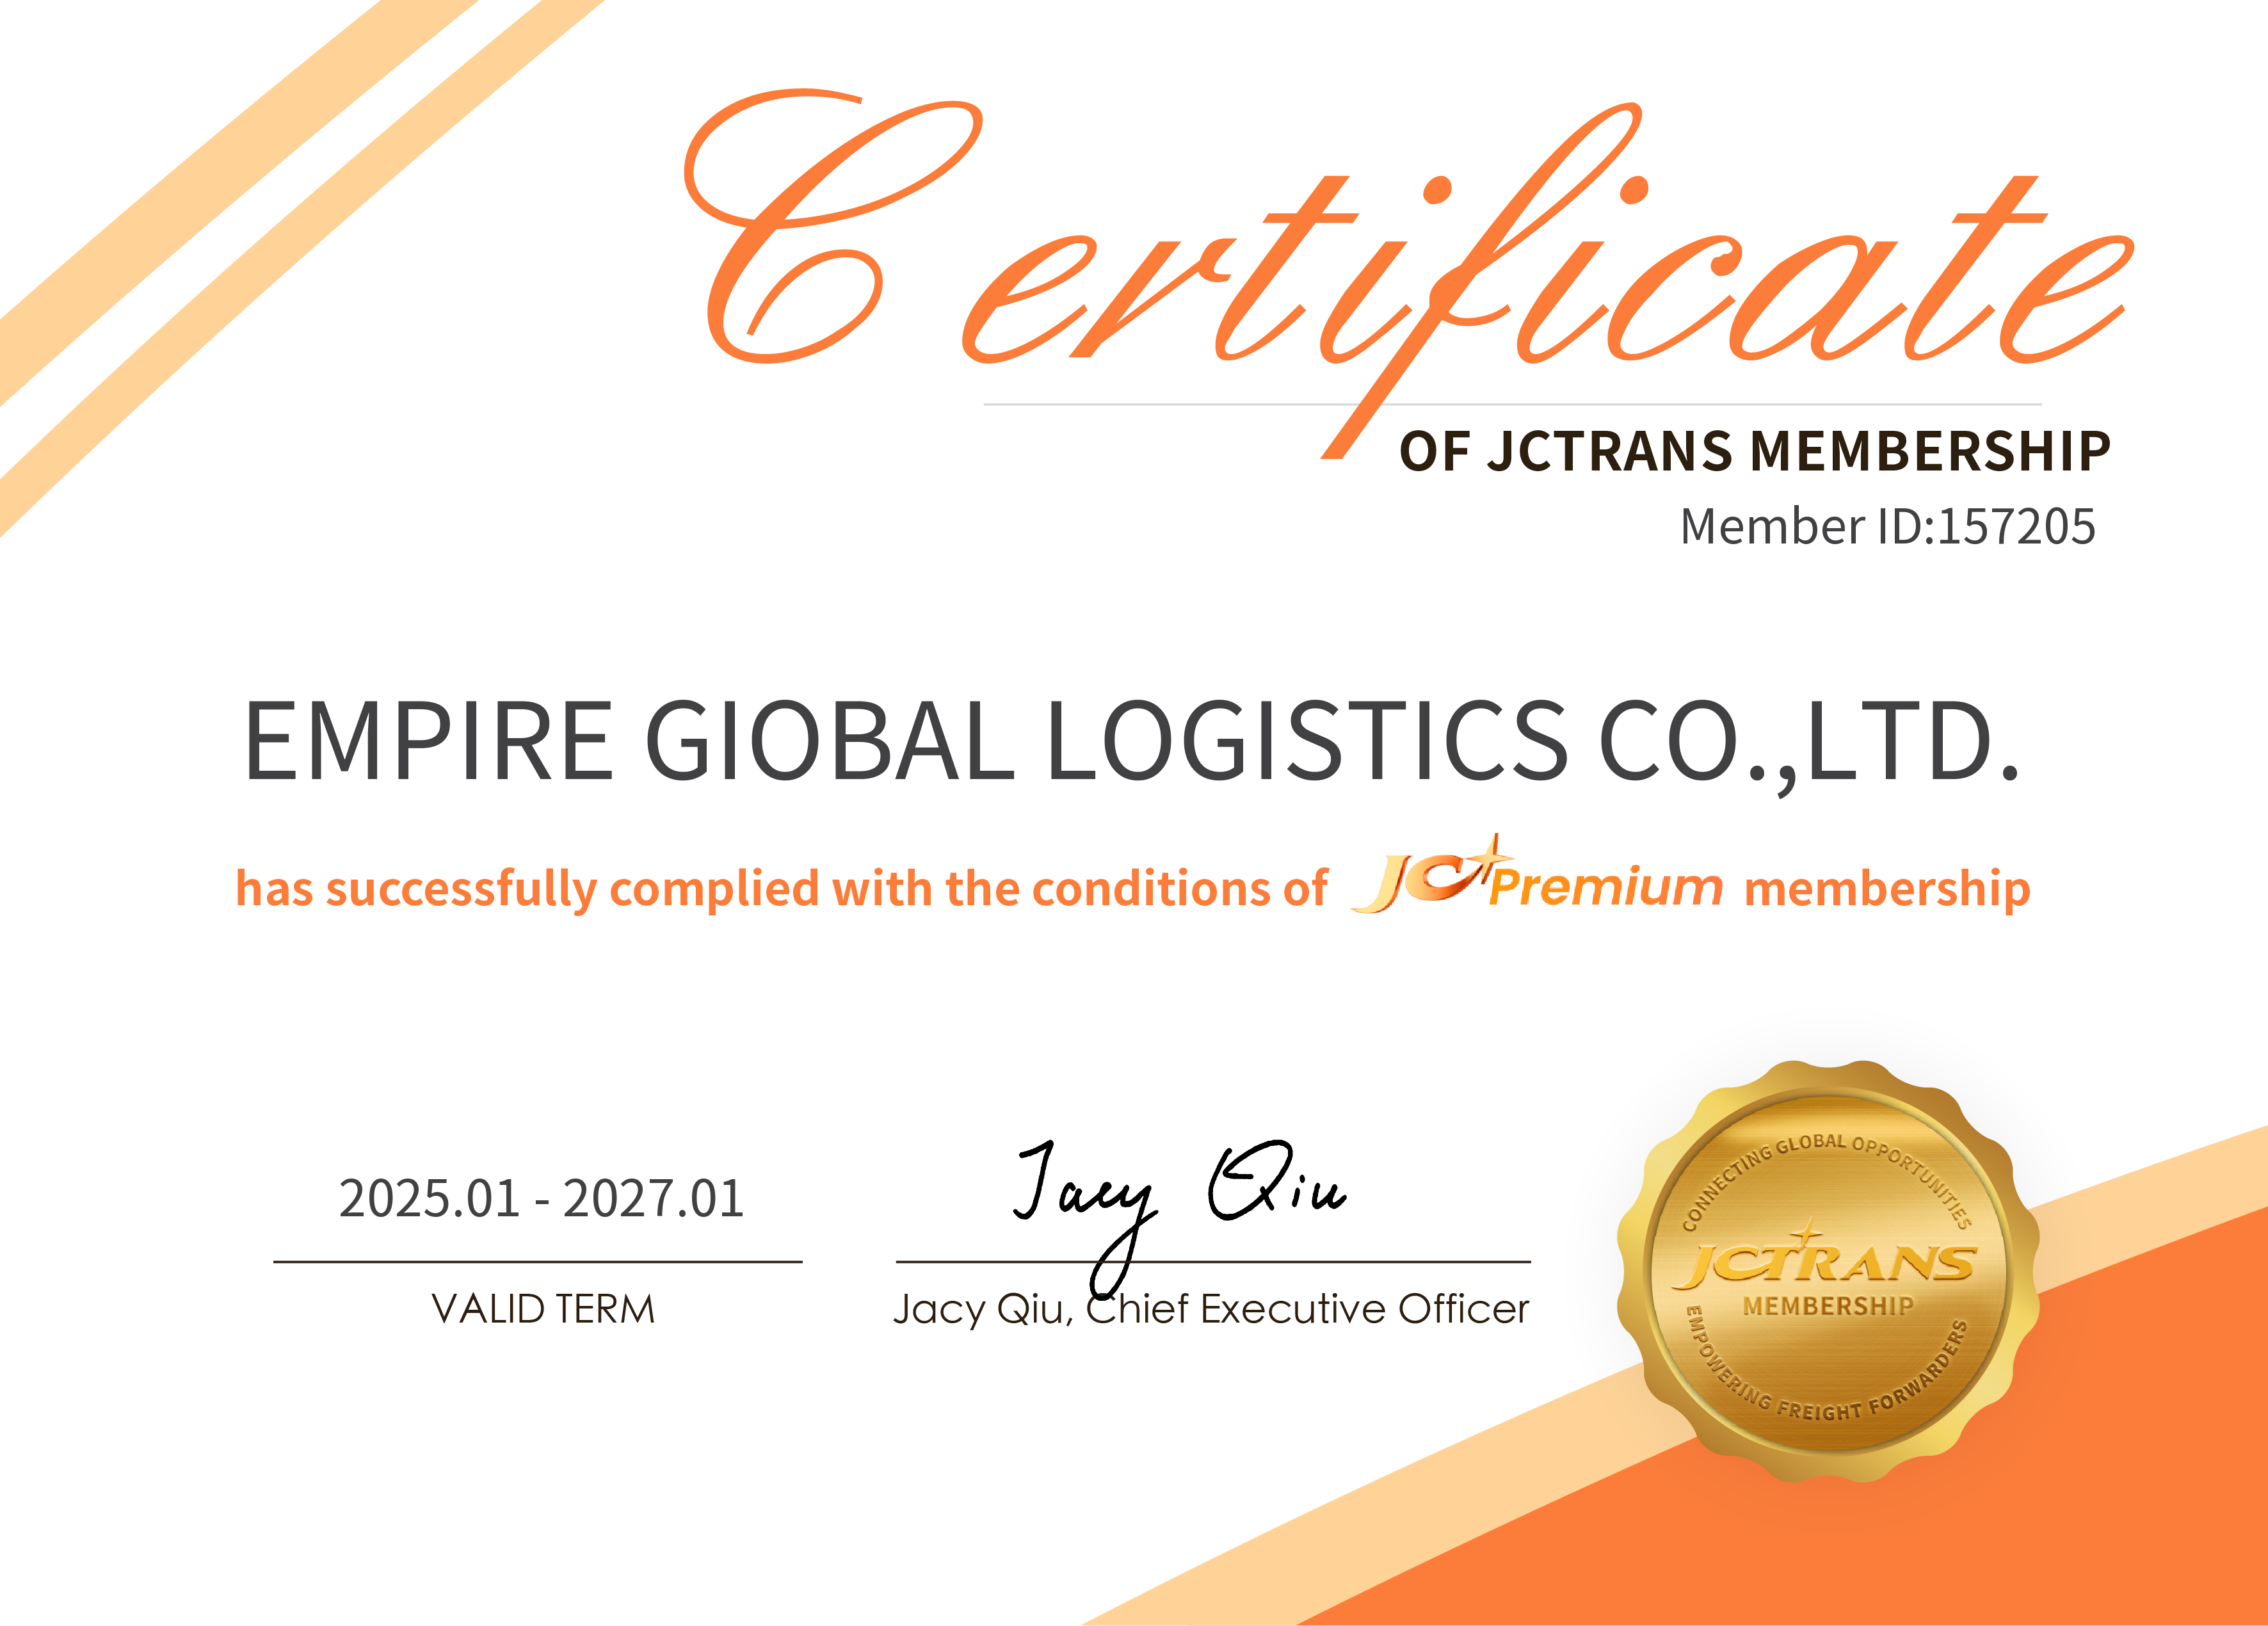 Certificate
OF JCTRANS MEMBERSHIP
Member ID:157205
EMPIRE GIOBAL LOGISTICS CO.,LTD.
has successfully complied with the conditions of JC Premium membership
2025.01 - 2027.01
VALID TERM
Jacy Qiu
Jacy Qiu, Chief Executive Officer
CONNECTING GLOBAL OPPORTUNITIES
JCTRANS
MEMBERSHIP
EMPOWERING FREIGHT FORWARDERS